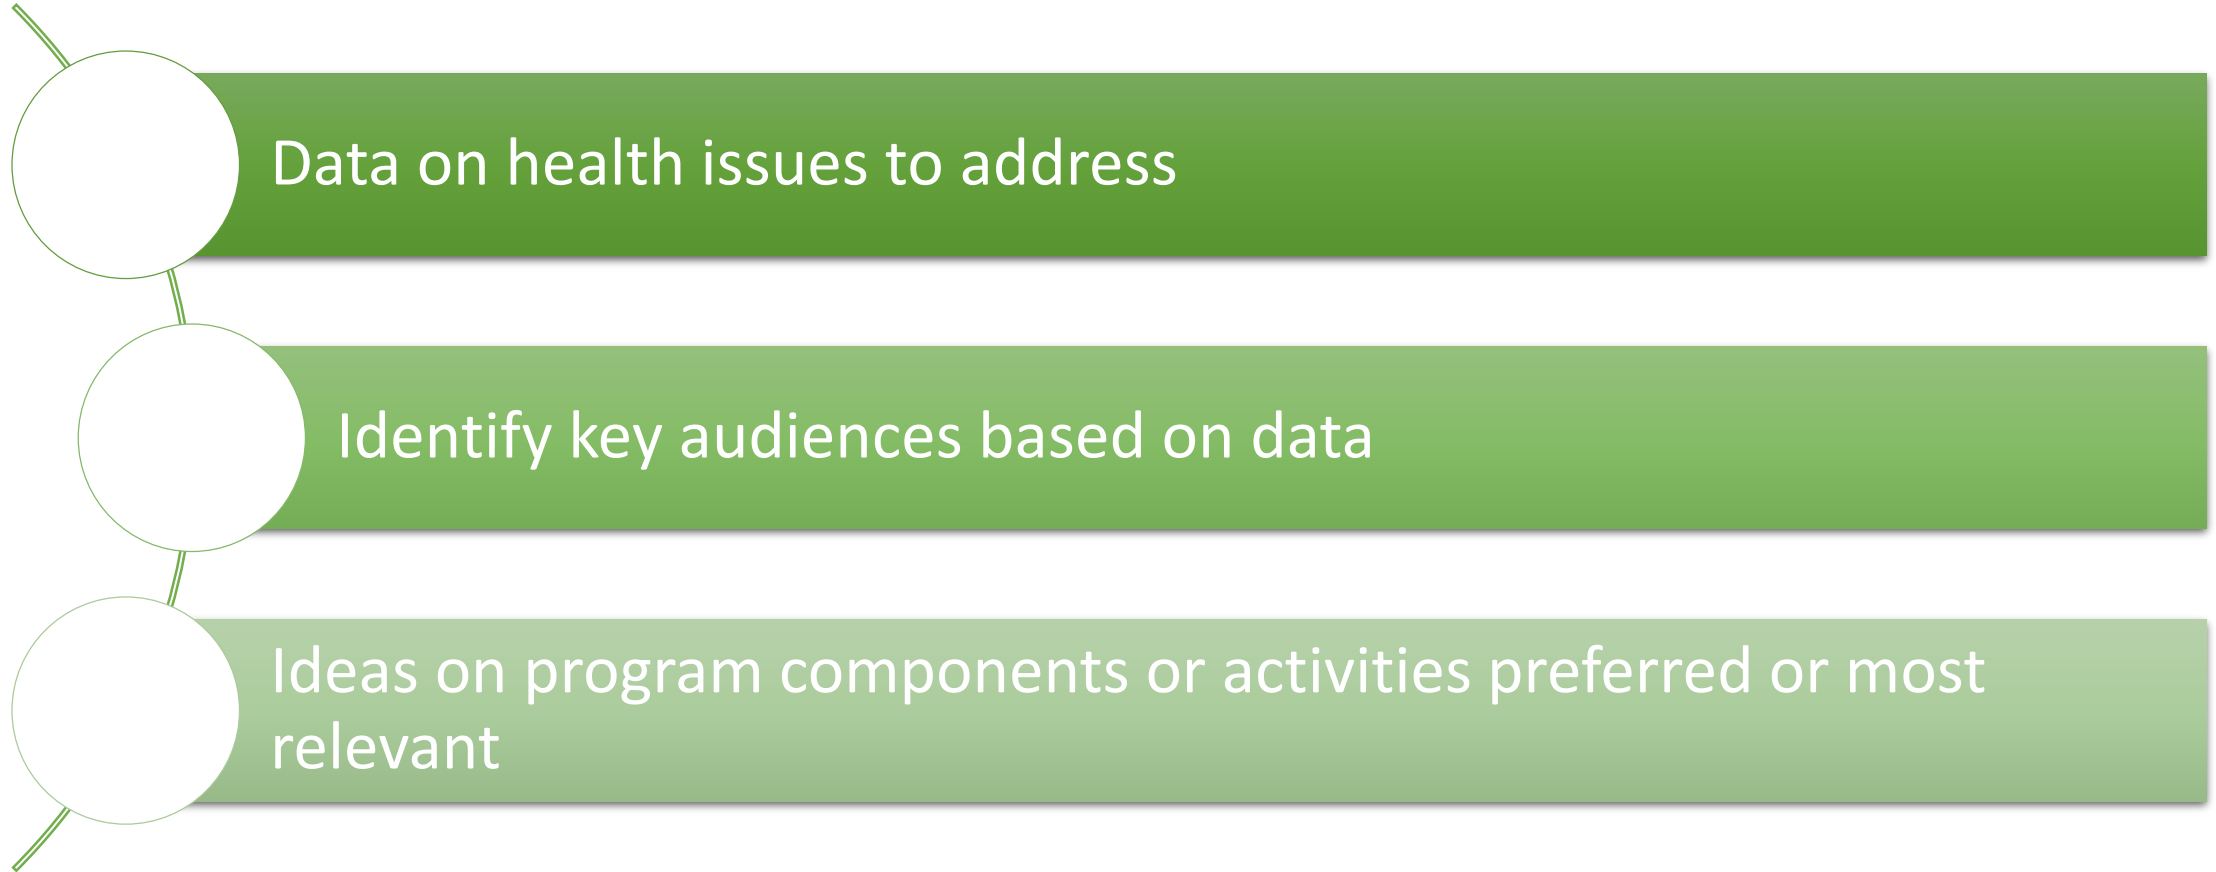 Data on health issues to address
Identify key audiences based on data
Ideas on program components or activities preferred or most
relevant